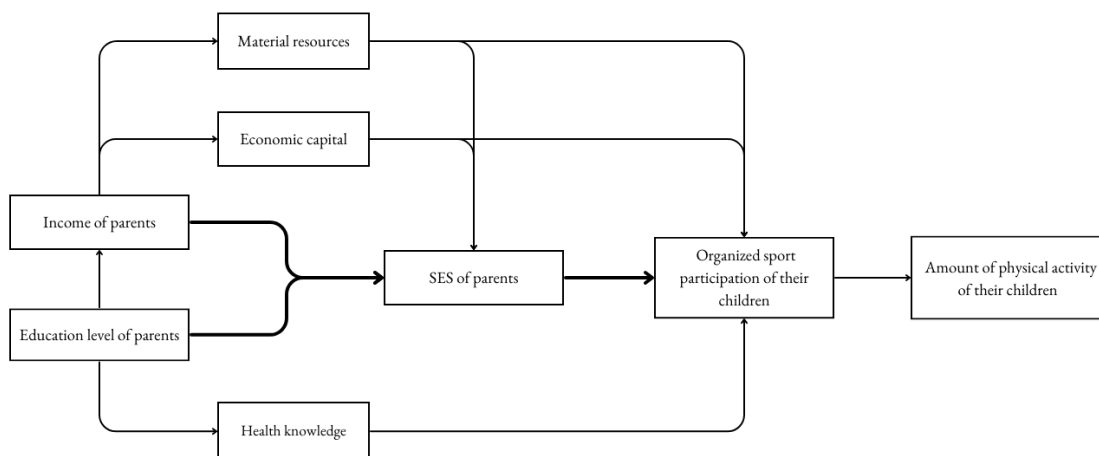 Material resources
Economic capital
Income of parents
SES of parents
Organized sport
participation of their
children
Amount of physical activity
of their children
Education level of parents
Health knowledge